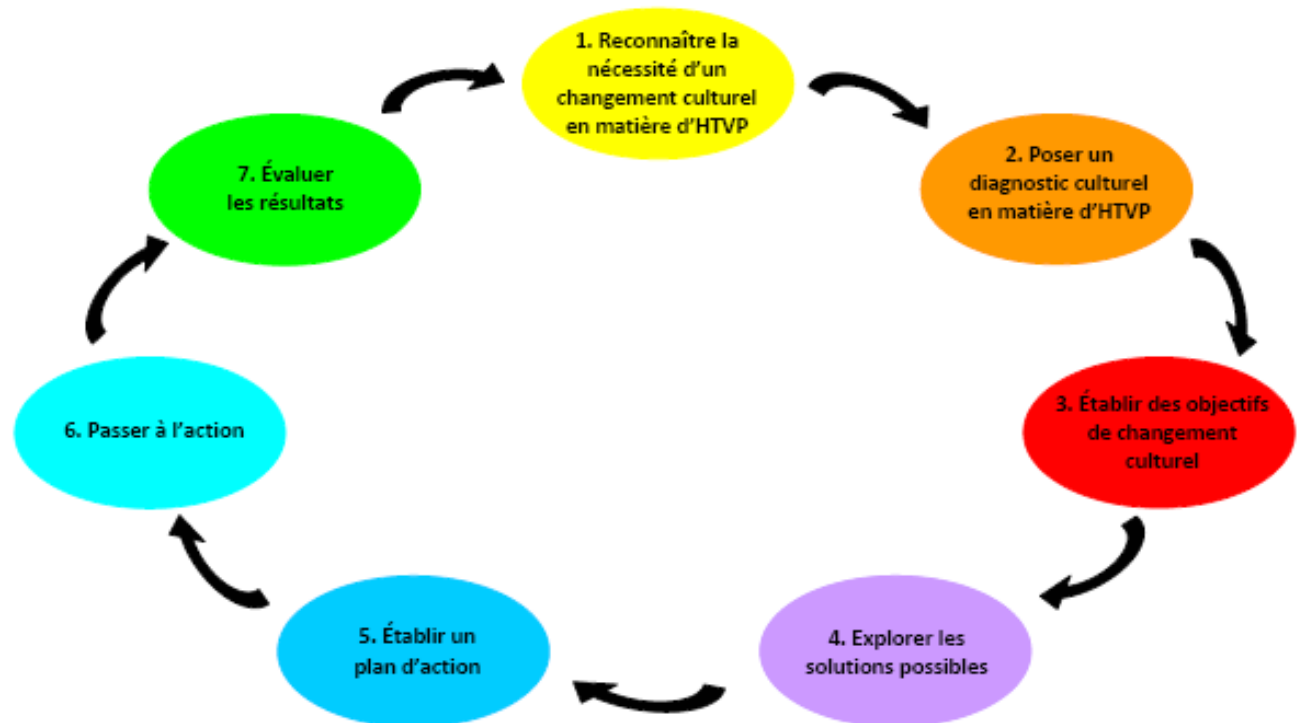 1. Reconnaître la
nécessité d’un
changement culturel
en matière d’HTVP
2. Poser un
diagnostic culturel
en matière d’HTVP
3. Établir des objectifs
de changement
culturel
4. Explorer les
solutions possibles
5. Établir un
plan d’action
6. Passer à l’action
7. Évaluer
les résultats